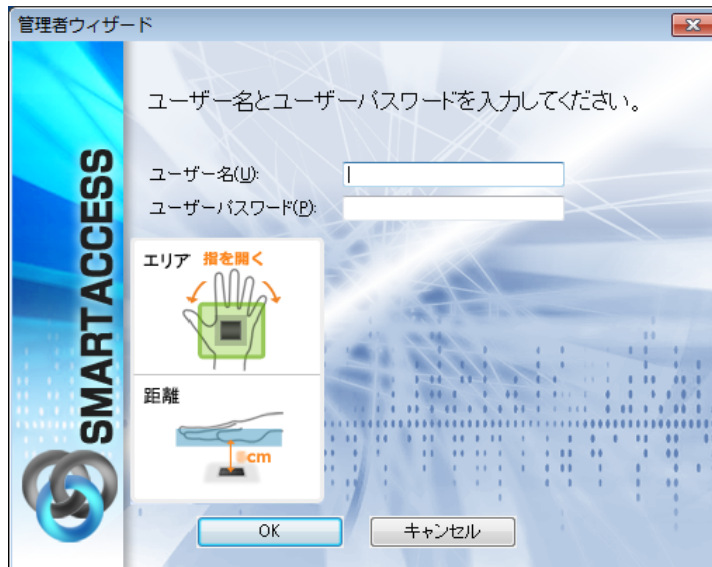 管理者ウィザード
SMARTACCESS
ユーザー名とユーザーパスワードを入力してください。
ユーザー名(U):
ユーザーパスワード(P):
エリア 指を開く
距離
cm
OK キャンセル